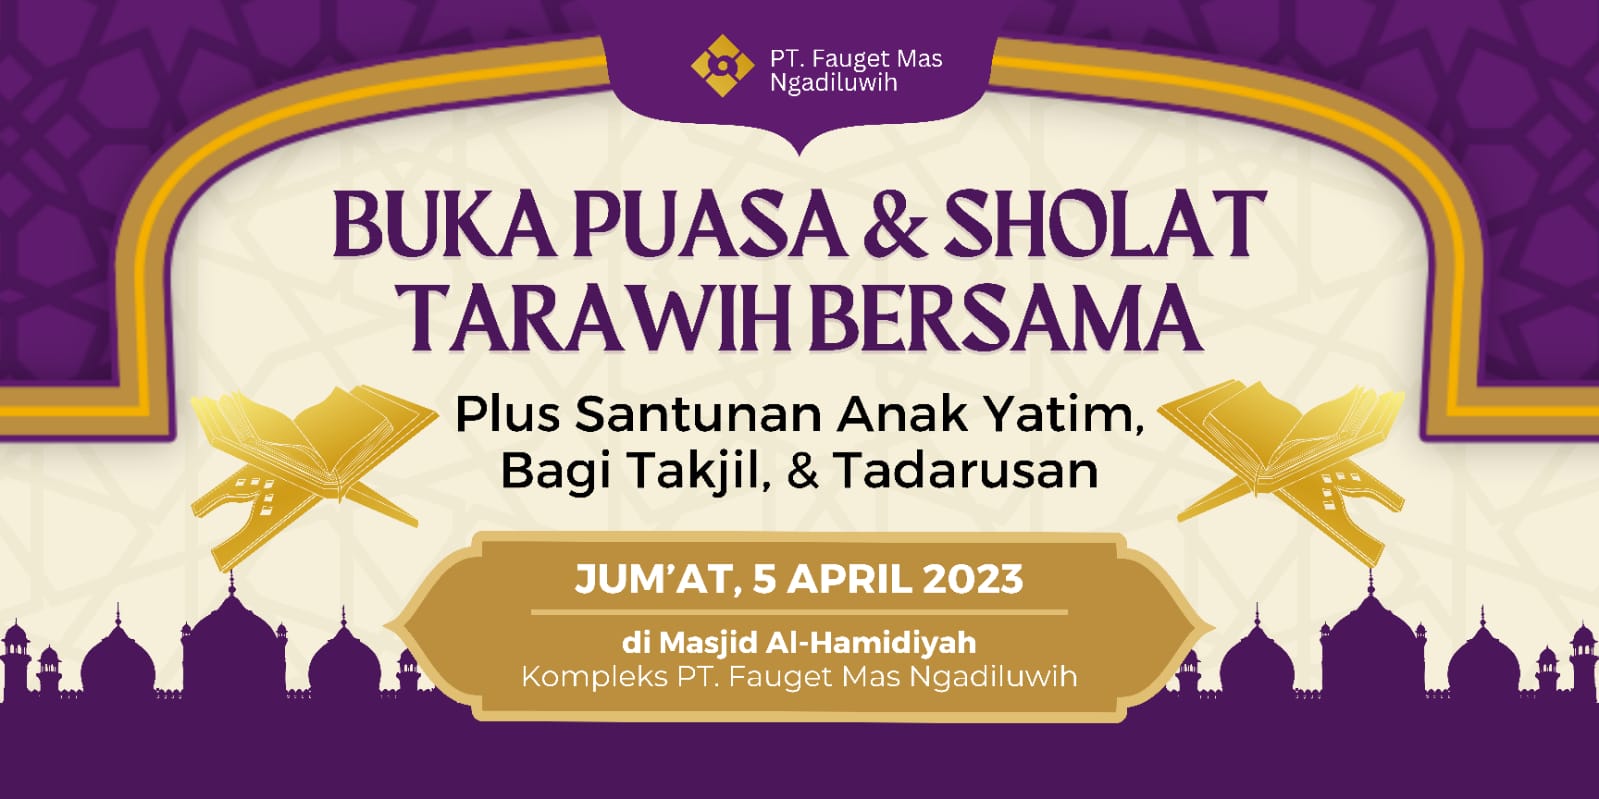 PT. Fauget Mas
Ngadiluwih
BUKA PUASA & SHOLAT
TARAWIH BERSAMA
Plus Santunan Anak Yatim,
Bagi Takjil, & Tadarusan
JUM’AT, 5 APRIL 2023
di Masjid Al-Hamidiyah
Kompleks PT. Fauget Mas Ngadiluwih